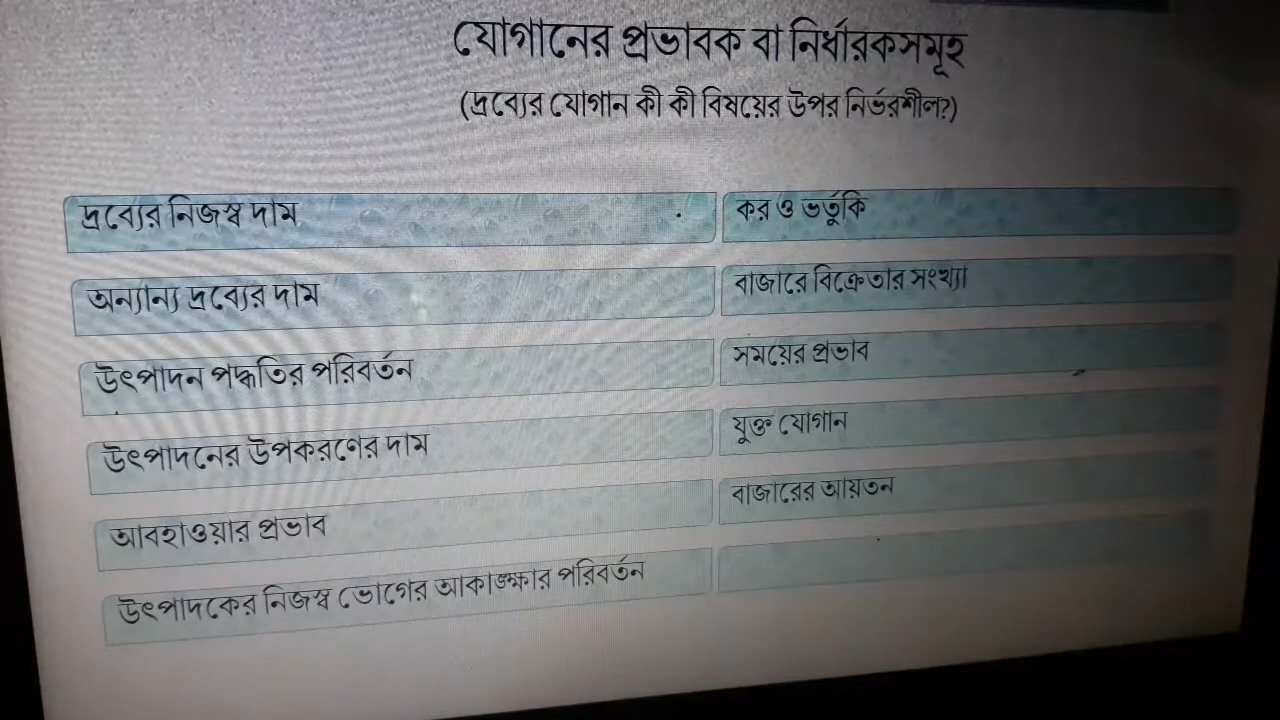 যোগানের প্রভাবক বা নির্ধারকসমূহ
(দ্রব্যের যোগান কী কী বিষয়ের উপর নির্ভরশীল?)
দ্রব্যের নিজস্ব দাম
কর ও ভর্তুকি
অন্যান্য দ্রব্যের দাম
বাজারে বিক্রেতার সংখ্যা
উৎপাদন পদ্ধতির পরিবর্তন
সময়ের প্রভাব
উৎপাদনের উপকরণের দাম
যুক্ত যোগান
আবহাওয়ার প্রভাব
বাজারের আয়তন
উৎপাদকের নিজস্ব ভোগের আকাঙ্ক্ষার পরিবর্তন